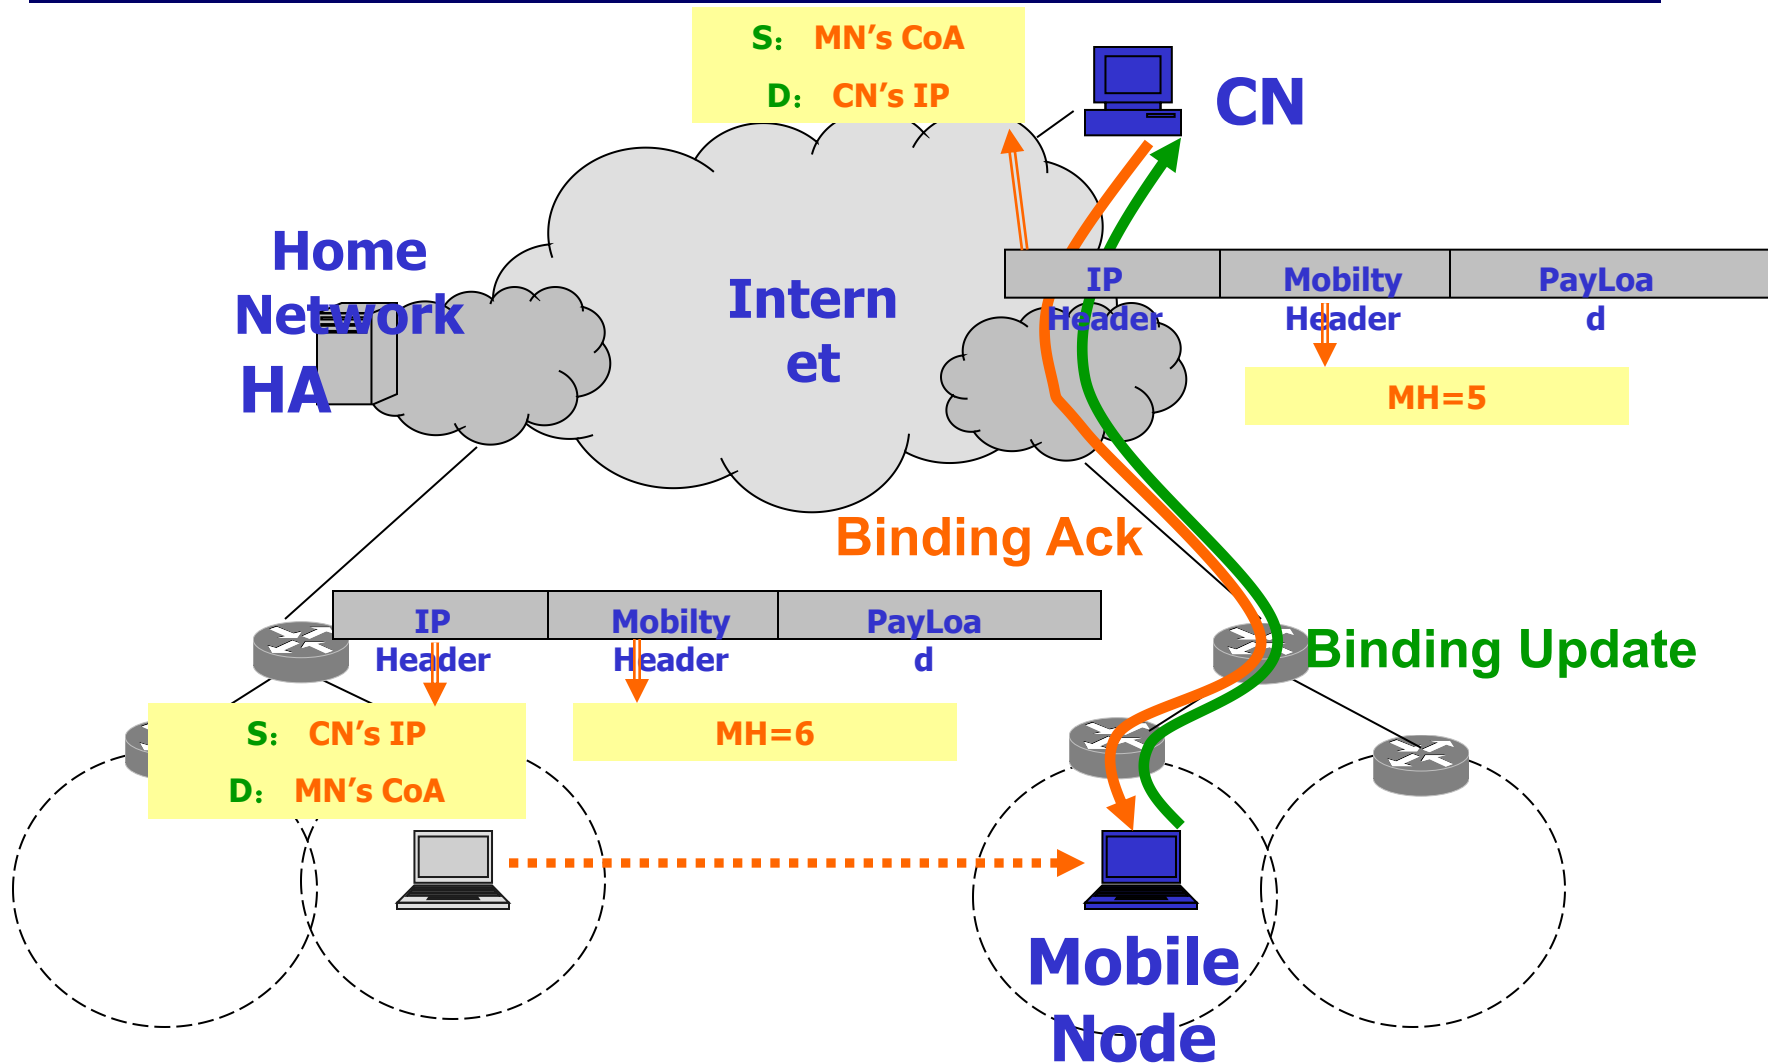 S: MN’s CoA
D: CN’s IP
CN
Home
Network
HA
Intern
et
IP
Header
Mobilty
Header
PayLoa
d
MH=5
Binding Ack
IP
Header
Mobilty
Header
PayLoa
d
Binding Update
S: CN’s IP
D: MN’s CoA
MH=6
Mobile
Node